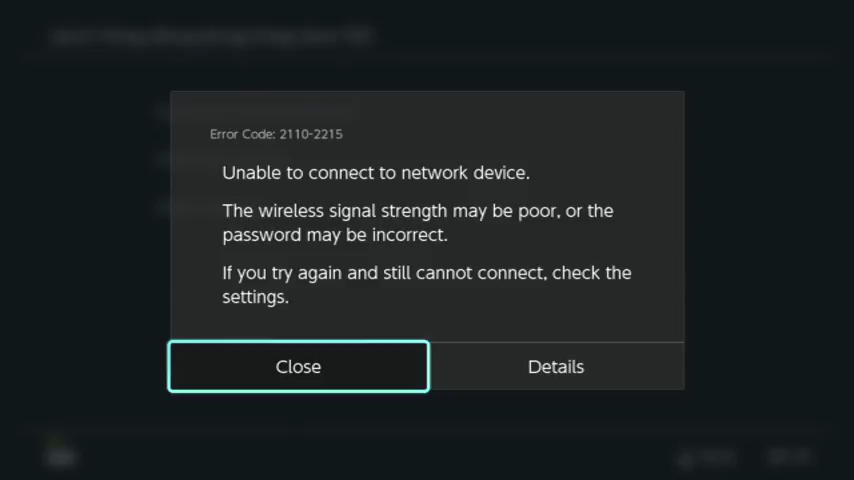 Error Code: 2110-2215
Unable to connect to network device.
The wireless signal strength may be poor, or the
password may be incorrect.
If you try again and still cannot connect, check the
settings.
Close
Details